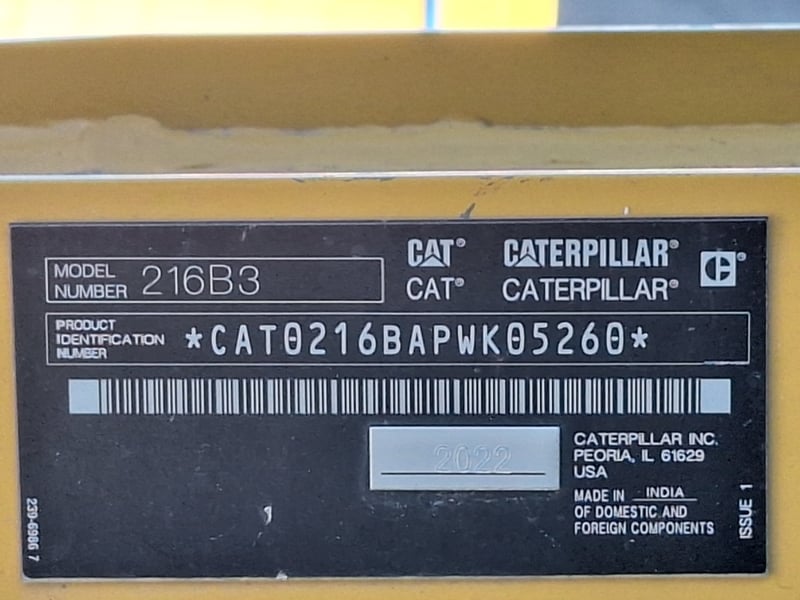 MODEL NUMBER 216B3
CAT® CATERPILLAR®
CAT® CATERPILLAR®
PRODUCT IDENTIFICATION NUMBER *CAT0216BAPWK05260*
2022
CATERPILLAR INC.
PEORIA, IL 61629
USA
MADE IN INDIA
OF DOMESTIC AND
FOREIGN COMPONENTS
ISSUE 1
239-6986 7